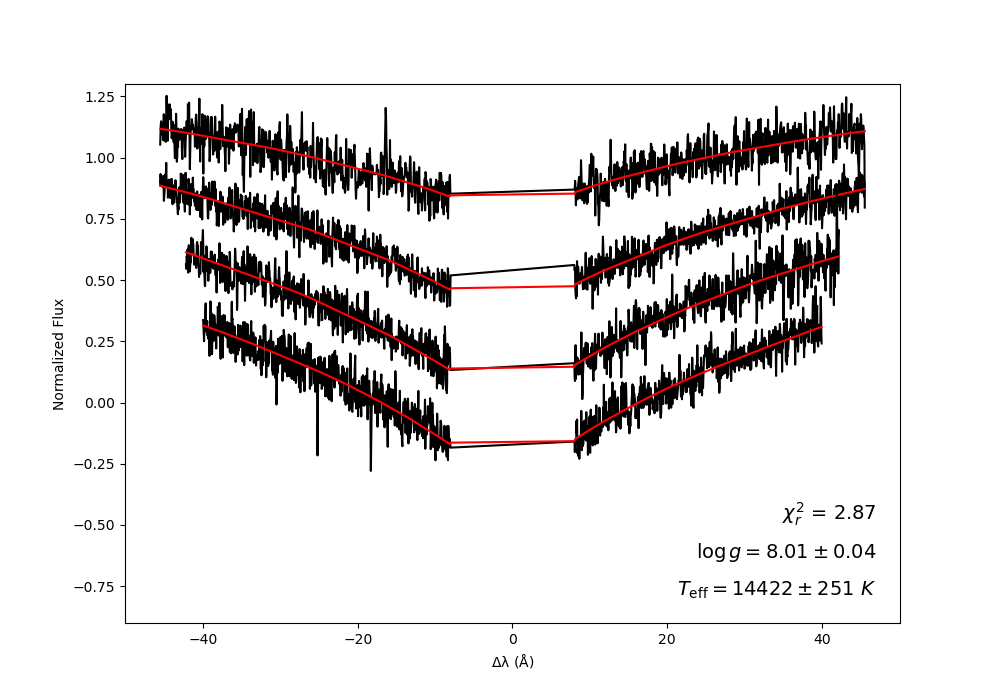 1.25
1.00
0.75
0.50
0.25
0.00
−0.25
−0.50
−0.75
Normalized Flux
χ²ᵣ = 2.87
log g = 8.01 ± 0.04
T_eff = 14422 ± 251 K
−40 −20 0 20 40
Δλ (Å)